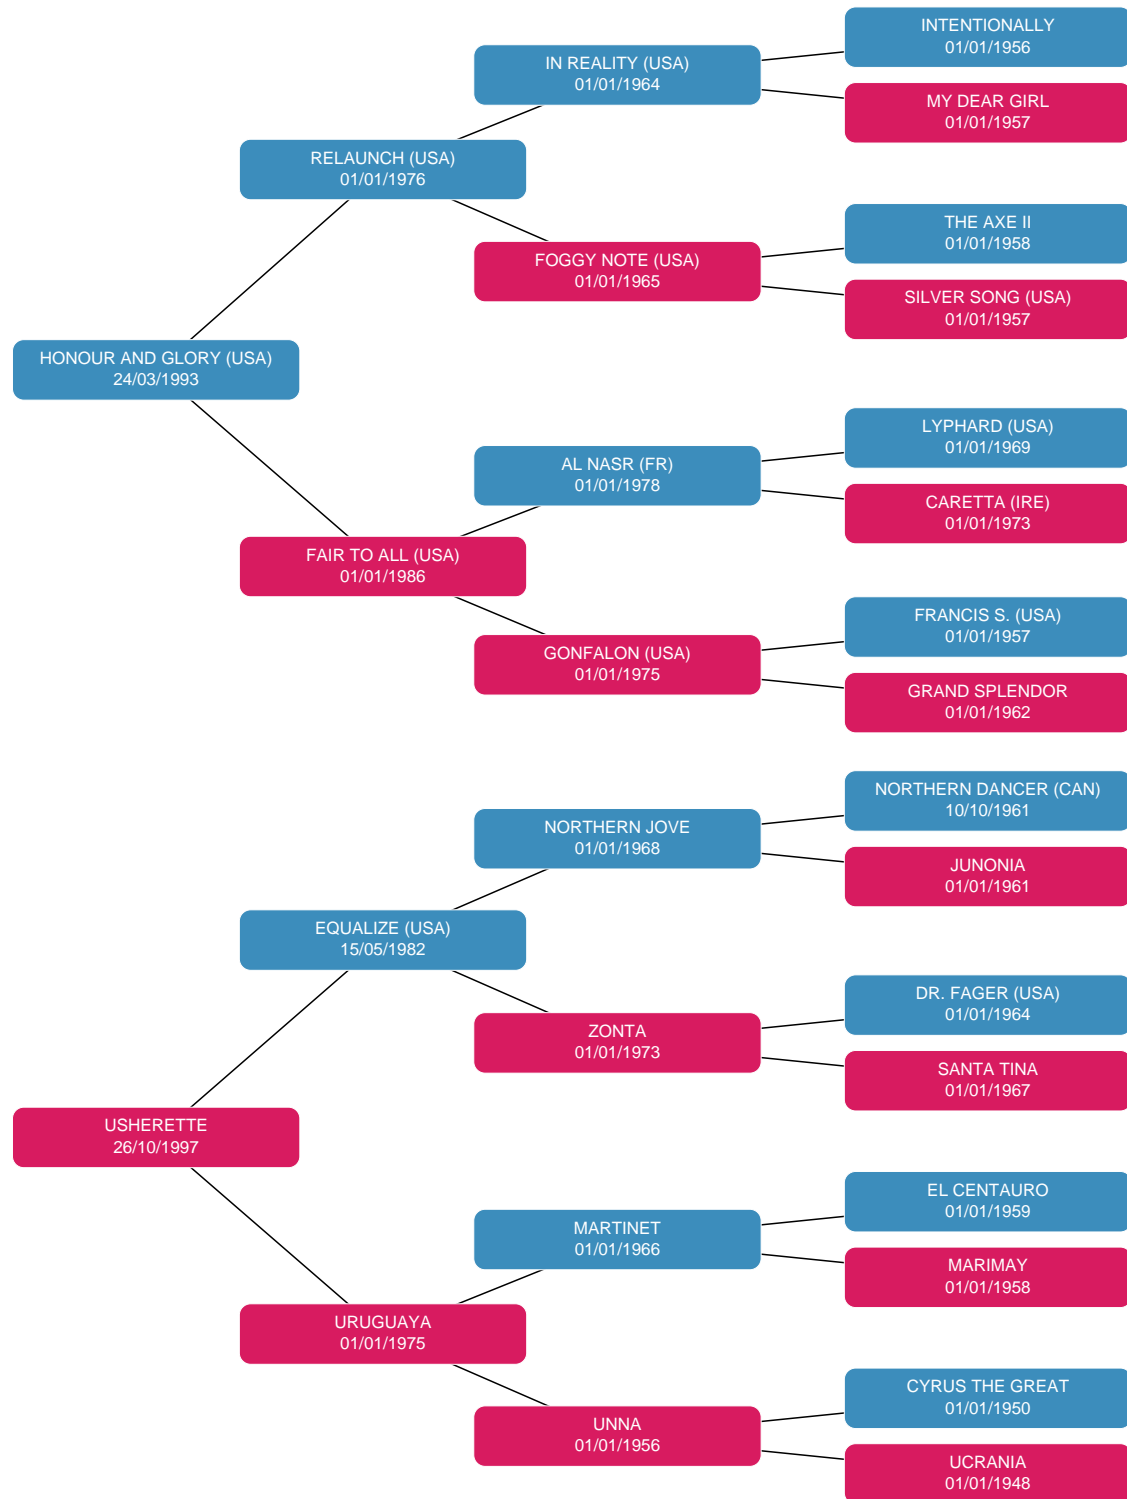 INTENTIONALLY
01/01/1956
IN REALITY (USA)
01/01/1964
MY DEAR GIRL
01/01/1957
RELAUNCH (USA)
01/01/1976
THE AXE II
01/01/1958
FOGGY NOTE (USA)
01/01/1965
SILVER SONG (USA)
01/01/1957
HONOUR AND GLORY (USA)
24/03/1993
LYPHARD (USA)
01/01/1969
AL NASR (FR)
01/01/1978
CARETTA (IRE)
01/01/1973
FAIR TO ALL (USA)
01/01/1986
FRANCIS S. (USA)
01/01/1957
GONFALON (USA)
01/01/1975
GRAND SPLENDOR
01/01/1962
NORTHERN DANCER (CAN)
10/10/1961
NORTHERN JOVE
01/01/1968
JUNONIA
01/01/1961
EQUALIZE (USA)
15/05/1982
DR. FAGER (USA)
01/01/1964
ZONTA
01/01/1973
SANTA TINA
01/01/1967
USHERETTE
26/10/1997
EL CENTAURO
01/01/1959
MARTINET
01/01/1966
MARIMAY
01/01/1958
URUGUAYA
01/01/1975
CYRUS THE GREAT
01/01/1950
UNNA
01/01/1956
UCRANIA
01/01/1948